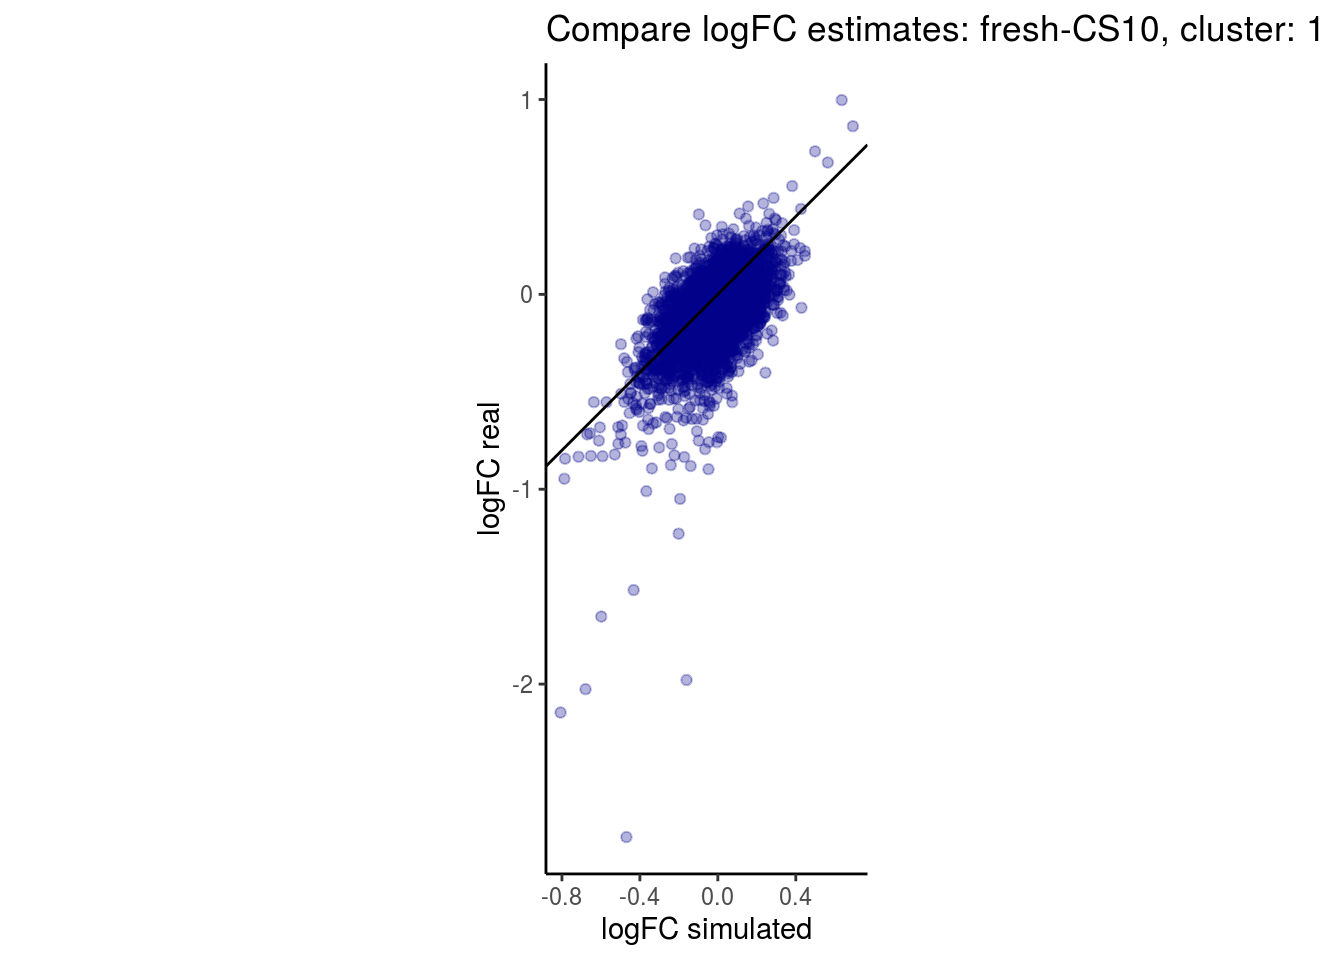 Compare logFC estimates: fresh-CS10, cluster: 1
1
0
-1
-2
logFC real
-0.8 -0.4 0.0 0.4
logFC simulated